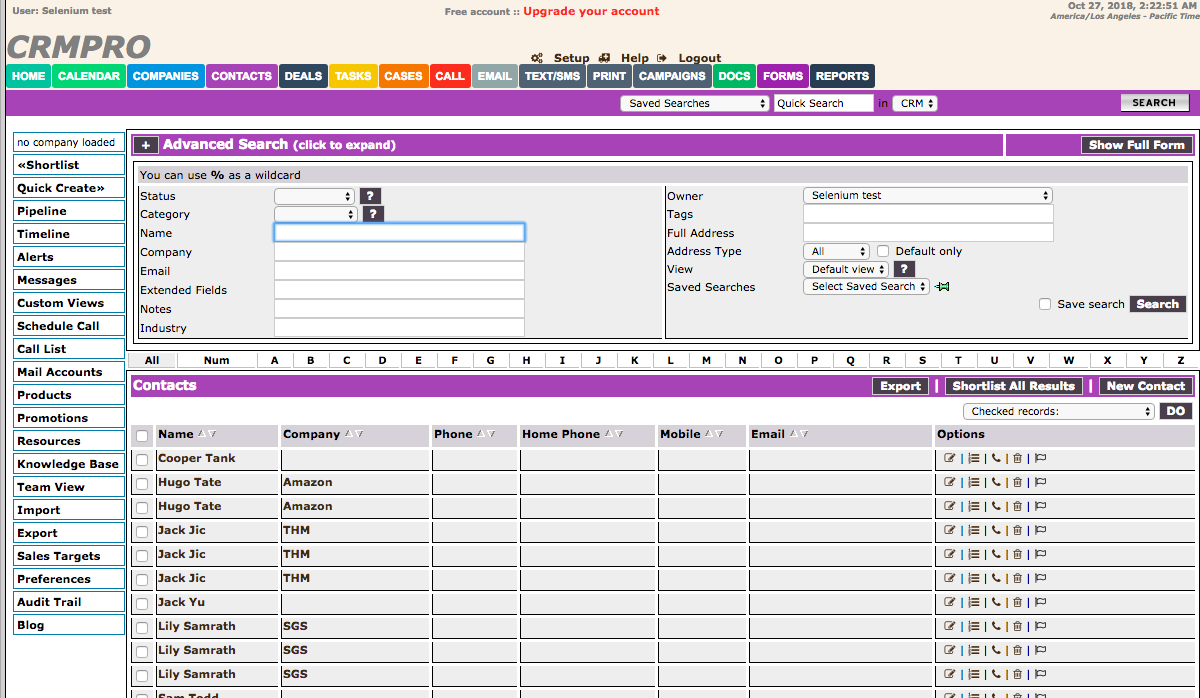 User: Selenium test
Free account :: Upgrade your account
Oct 27, 2018, 2:22:51 AM
America/Los Angeles - Pacific Time
CRMPRO
Setup Help Logout
HOME CALENDAR COMPANIES CONTACTS DEALS TASKS CASES CALL EMAIL TEXT/SMS PRINT CAMPAIGNS DOCS FORMS REPORTS
Saved Searches Quick Search in CRM SEARCH
no company loaded
«Shortlist
Quick Create»
Pipeline
Timeline
Alerts
Messages
Custom Views
Schedule Call
Call List
Mail Accounts
Products
Promotions
Resources
Knowledge Base
Team View
Import
Export
Sales Targets
Preferences
Audit Trail
Blog
+ Advanced Search (click to expand) Show Full Form
You can use % as a wildcard
Status ?
Category ?
Name
Company
Email
Extended Fields
Notes
Industry
Owner Selenium test
Tags
Full Address
Address Type All Default only
View Default view ?
Saved Searches Select Saved Search
Save search Search
All Num A B C D E F G H I J K L M N O P Q R S T U V W X Y Z
Contacts Export | Shortlist All Results | New Contact
Checked records: DO
Name Company Phone Home Phone Mobile Email Options
Cooper Tank
Hugo Tate Amazon
Hugo Tate Amazon
Jack Jic THM
Jack Jic THM
Jack Jic THM
Jack Yu
Lily Samrath SGS
Lily Samrath SGS
Lily Samrath SGS
Sam Todd